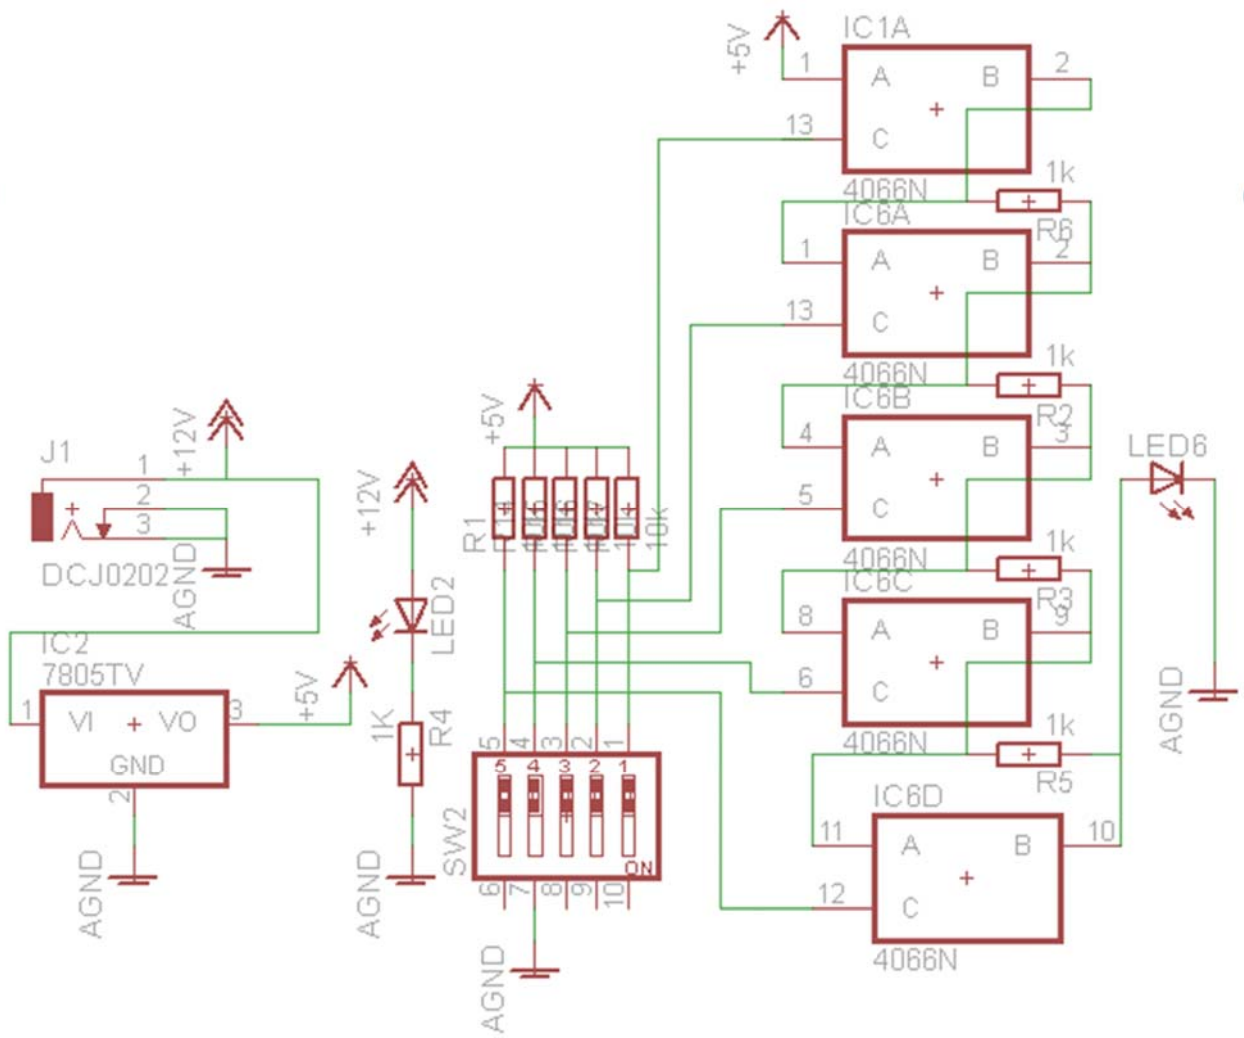 IC1A
+5V
1
A
B
2
13
C
4066N
1k
R6
IC6A
1
A
B
2
13
C
4066N
1k
R2
IC6B
4
A
B
3
5
C
4066N
1k
R3
IC6C
8
A
B
9
6
C
4066N
1k
R5
IC6D
11
A
B
10
12
C
4066N
LED6
AGND
J1
1
2
3
+12V
DCJ0202
AGND
IC2
7805TV
1
VI
VO
3
GND
2
+5V
AGND
+12V
LED2
1K
R4
AGND
+5V
R1
10k
5
4
3
2
1
5
4
3
2
1
SW2
ON
6
7
8
9
10
AGND